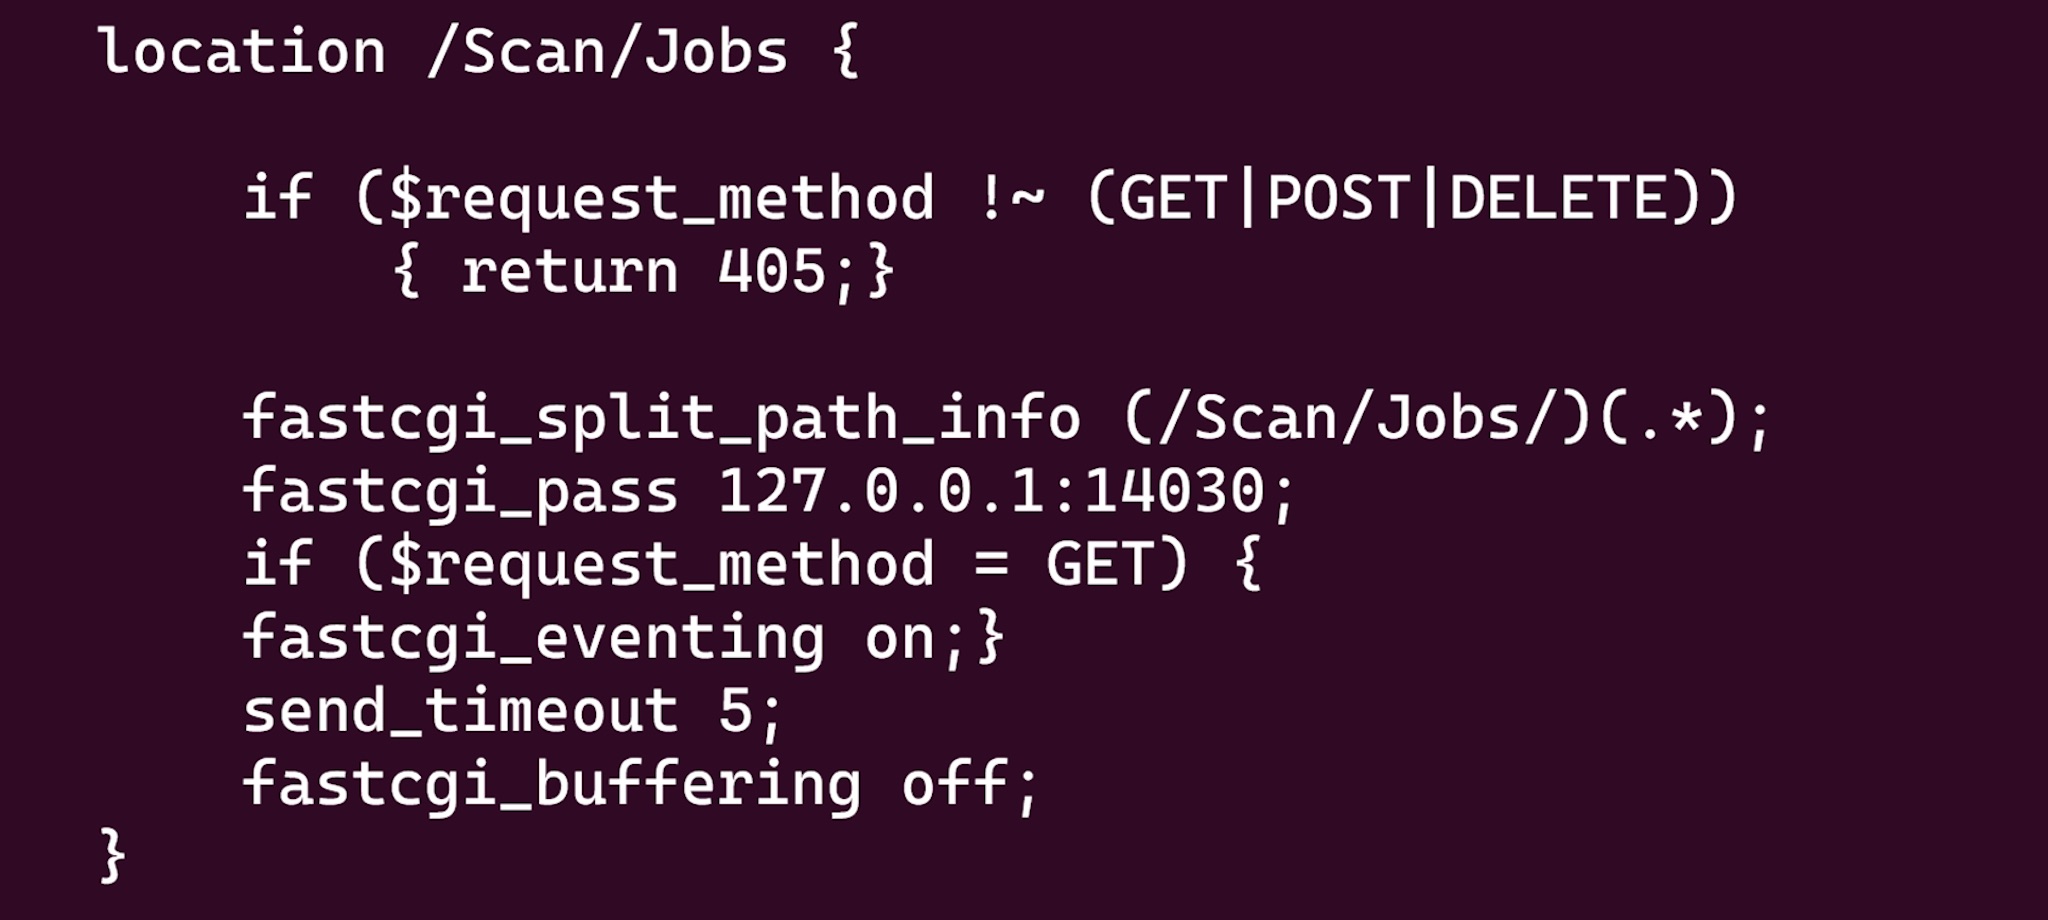 location /Scan/Jobs {
if ($request_method !~ (GET|POST|DELETE))
{ return 405;}
fastcgi_split_path_info (/Scan/Jobs/)(.*);
fastcgi_pass 127.0.0.1:14030;
if ($request_method = GET) {
fastcgi_eventing on;}
send_timeout 5;
fastcgi_buffering off;
}